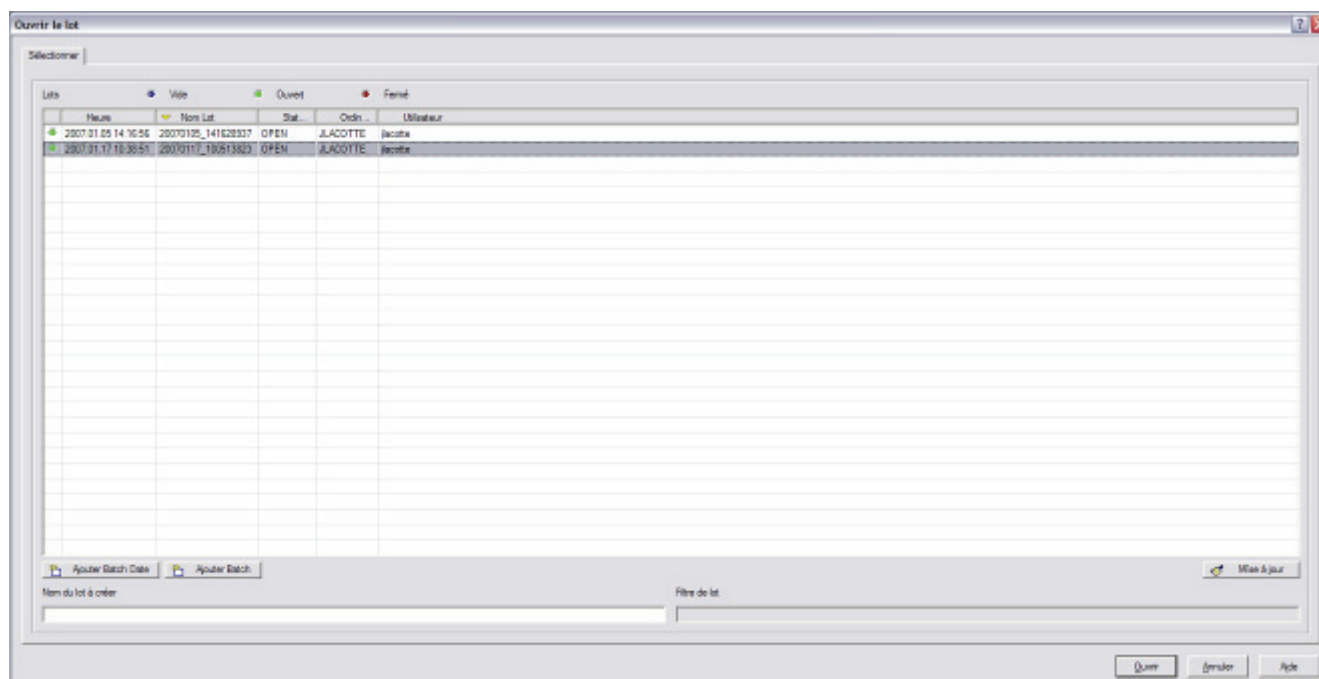 Ouvrir le lot
Sélectionner
Lots Vide Ouvert Fermé
Heure Nom Lot Stat... Ordin... Utilisateur
2007.01.05 14:16:56 20070105_141628937 OPEN JLACOTTE jlacotte
2007.01.17 10:38:51 20070117_100513823 OPEN JLACOTTE jlacotte
Ajouter Batch Date Ajouter Batch Mise à jour
Nom du lot à créer Filtre de lot
Ouvrir Annuler Aide